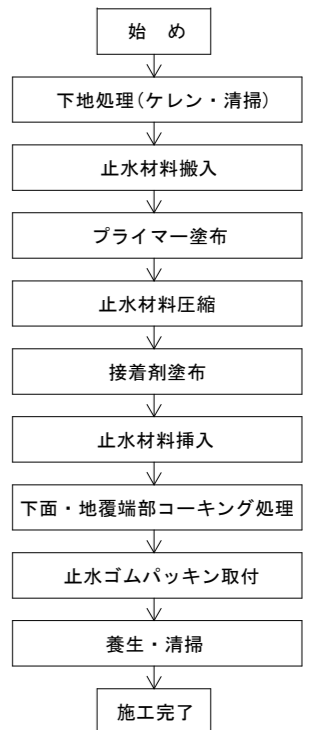 始　め
下地処理(ケレン・清掃)
止水材料搬入
プライマー塗布
止水材料圧縮
接着剤塗布
止水材料挿入
下面・地覆端部コーキング処理
止水ゴムパッキン取付
養生・清掃
施工完了